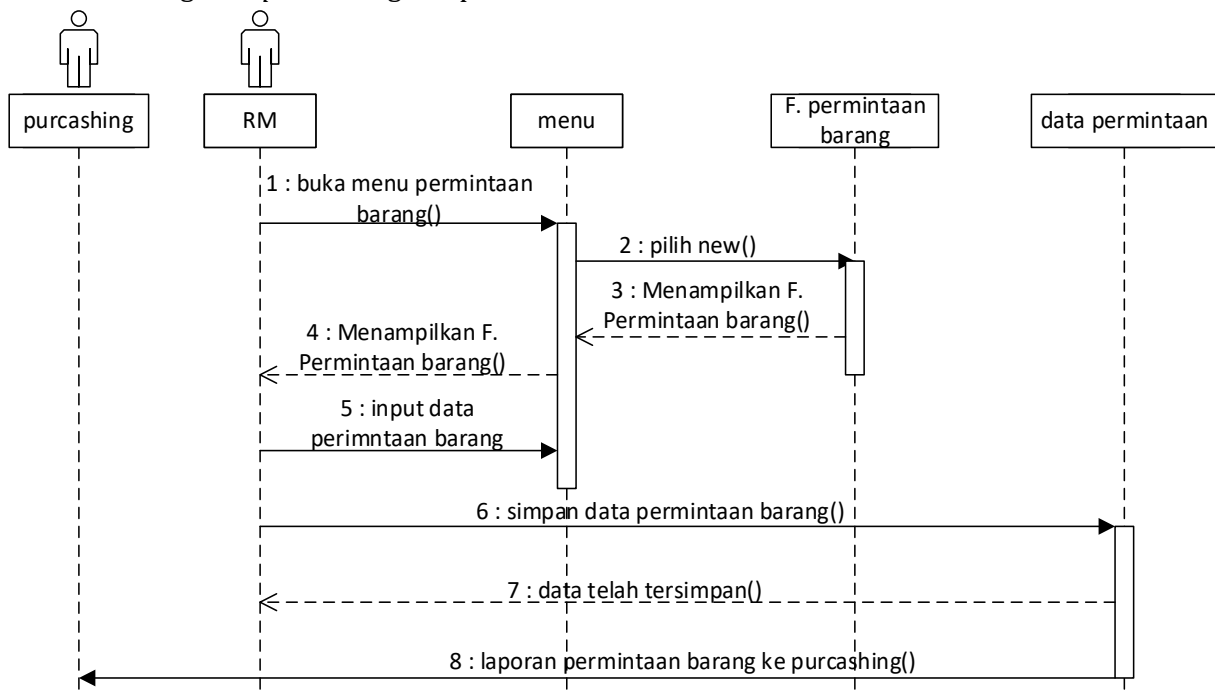 purcashing
RM
menu
F. permintaan
barang
data permintaan
1 : buka menu permintaan
barang()
2 : pilih new()
3 : Menampilkan F.
Permintaan barang()
4 : Menampilkan F.
Permintaan barang()
5 : input data
perimntaan barang
6 : simpan data permintaan barang()
7 : data telah tersimpan()
8 : laporan permintaan barang ke purcashing()